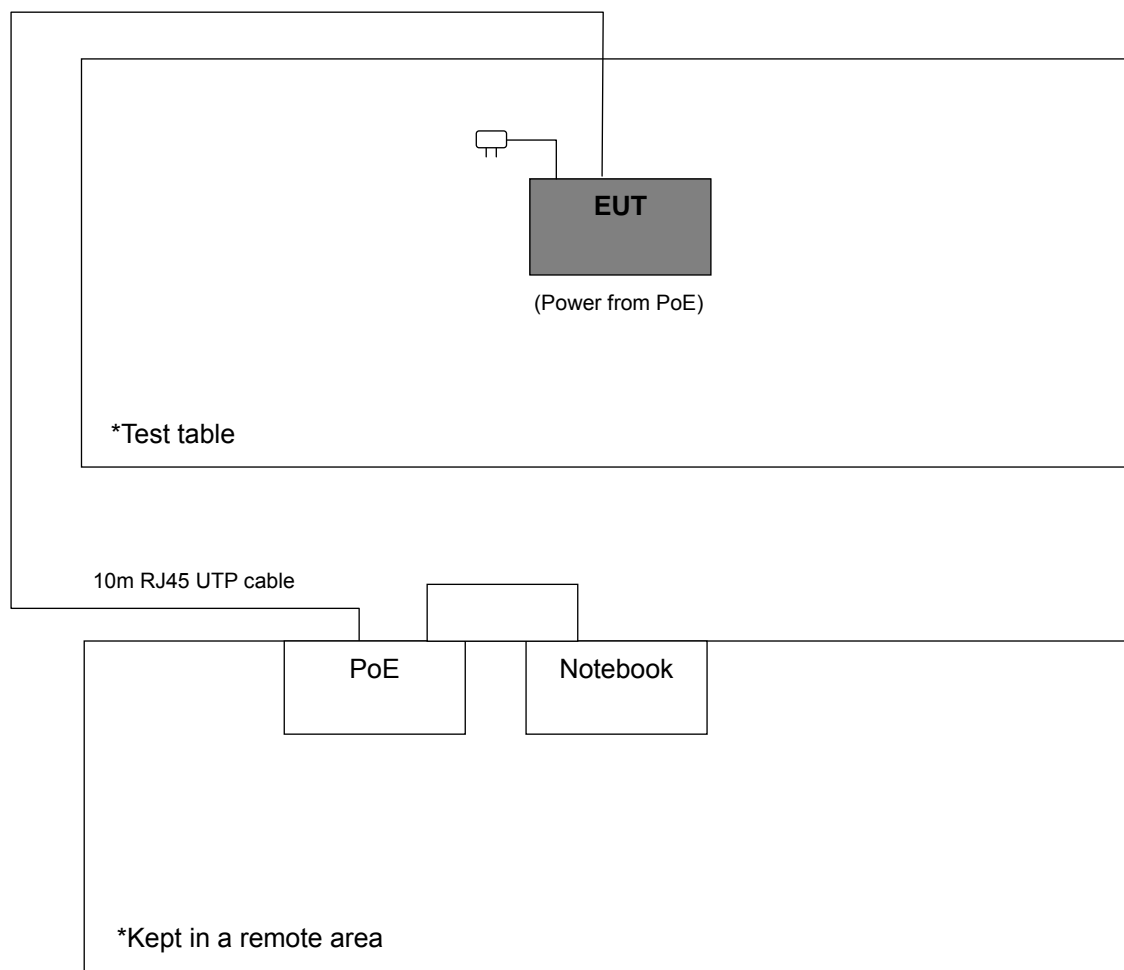 EUT
(Power from PoE)
*Test table
10m RJ45 UTP cable
PoE
Notebook
*Kept in a remote area